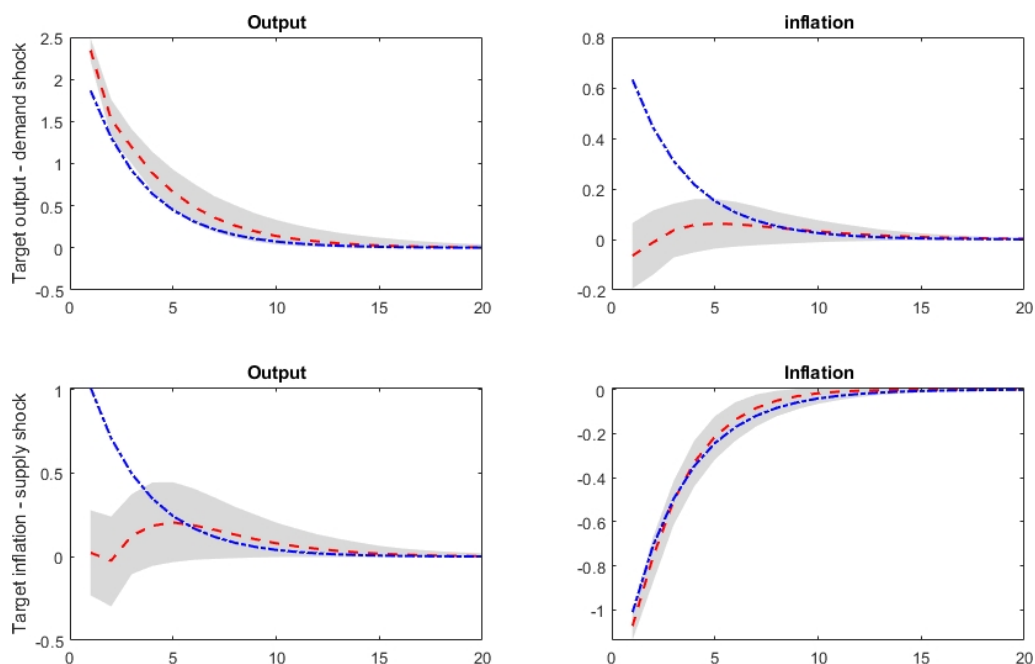 Output
inflation
Target output - demand shock
2.5
2
1.5
1
0.5
0
-0.5
0 5 10 15 20
0.8
0.6
0.4
0.2
0
-0.2
0 5 10 15 20
Output
Inflation
Target inflation - supply shock
1
0.5
0
-0.5
0 5 10 15 20
0
-0.2
-0.4
-0.6
-0.8
-1
0 5 10 15 20